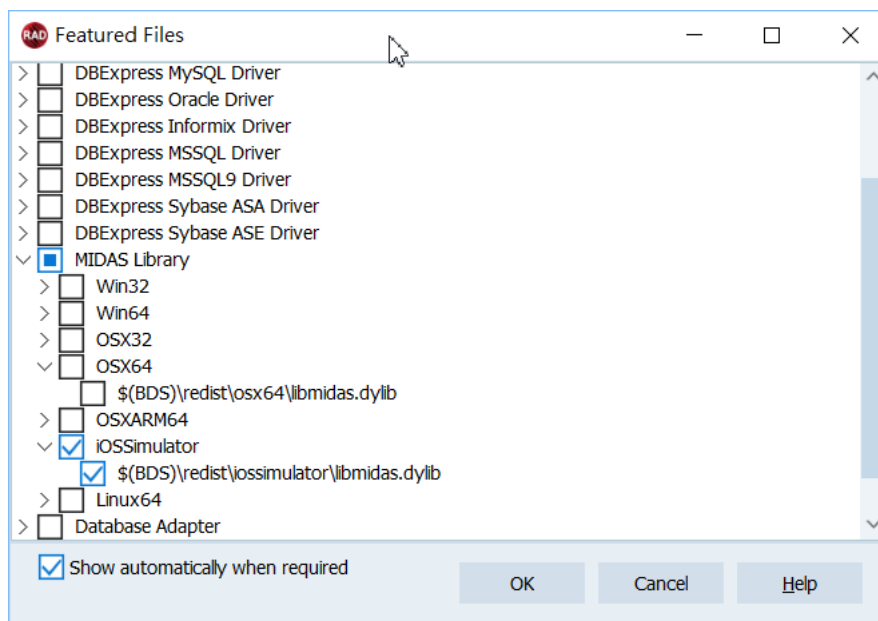 RAD Featured Files
DBExpress MySQL Driver
DBExpress Oracle Driver
DBExpress Informix Driver
DBExpress MSSQL Driver
DBExpress MSSQL9 Driver
DBExpress Sybase ASA Driver
DBExpress Sybase ASE Driver
MIDAS Library
Win32
Win64
OSX32
OSX64
$(BDS)\redist\osx64\libmidas.dylib
OSXARM64
iOSSimulator
$(BDS)\redist\iossimulator\libmidas.dylib
Linux64
Database Adapter
Show automatically when required
OK Cancel Help